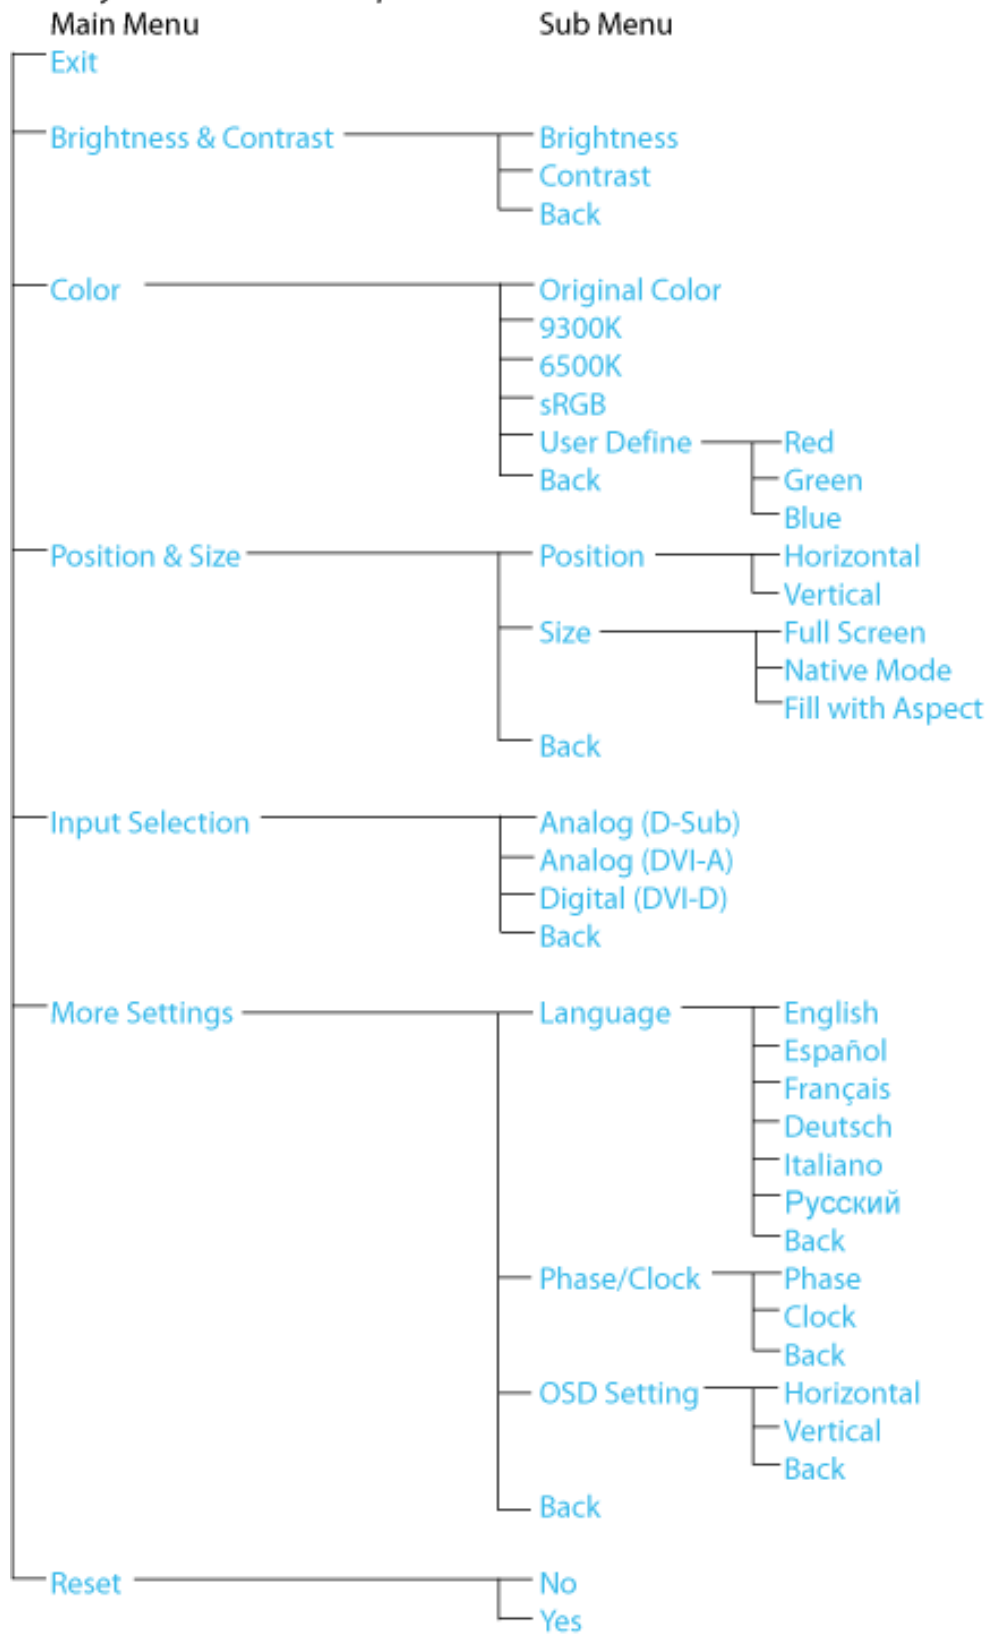 Main Menu Sub Menu
Exit
Brightness & Contrast Brightness
Contrast
Back
Color Original Color
9300K
6500K
sRGB
User Define Red
Back Green
Blue
Position & Size Position Horizontal
Vertical
Size Full Screen
Native Mode
Fill with Aspect
Back
Input Selection Analog (D-Sub)
Analog (DVI-A)
Digital (DVI-D)
Back
More Settings Language English
Español
Français
Deutsch
Italiano
Русский
Back
Phase/Clock Phase
Clock
Back
OSD Setting Horizontal
Vertical
Back
Back
Reset No
Yes